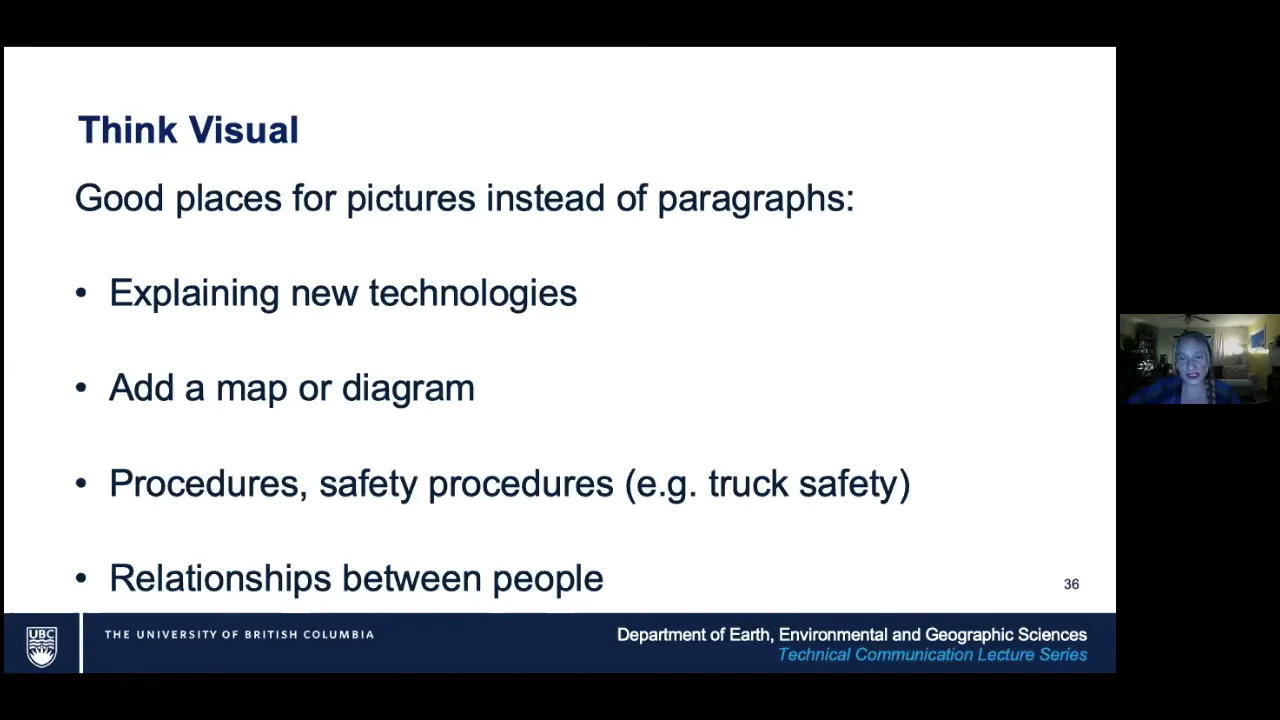 Think Visual
Good places for pictures instead of paragraphs:
• Explaining new technologies
• Add a map or diagram
• Procedures, safety procedures (e.g. truck safety)
• Relationships between people
36
UBC
THE UNIVERSITY OF BRITISH COLUMBIA
Department of Earth, Environmental and Geographic Sciences
Technical Communication Lecture Series